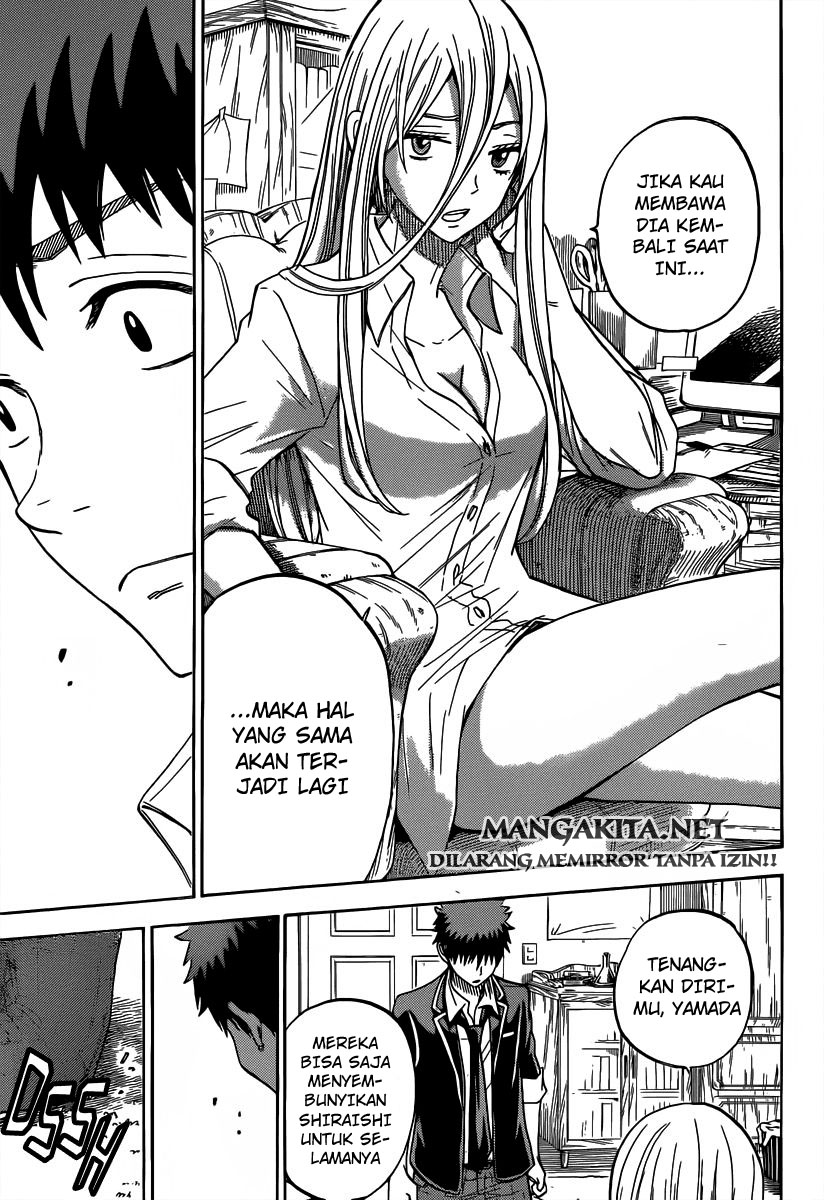 JIKA KAU
MEMBAWA
DIA KEM-
BALI SAAT
INI...
...MAKA HAL
YANG SAMA
AKAN TER-
JADI LAGI
MANGAKITA.NET
DILARANG MEMIRROR TANPA IZIN!!
TENANG-
KAN DIRI-
MU, YAMADA
MEREKA
BISA SAJA
MENYEM-
BUNYIKAN
SHIRAISHI
UNTUK SE-
LAMANYA
DSSH